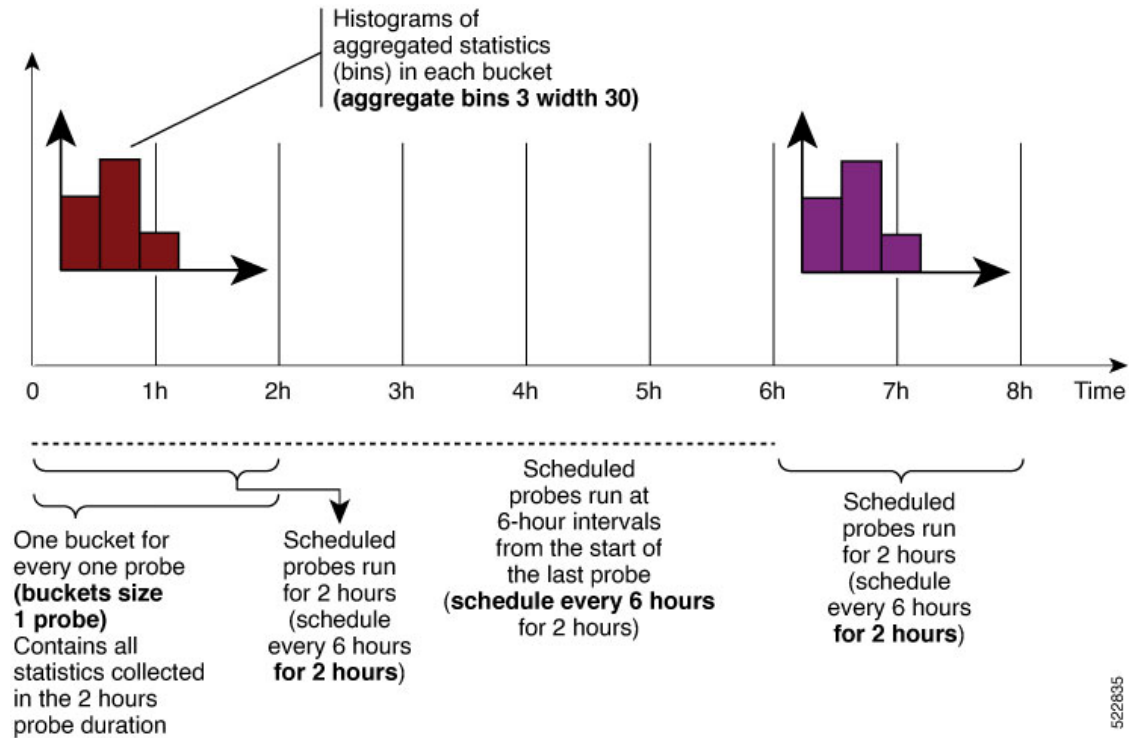 Histograms of
aggregated statistics
(bins) in each bucket
(aggregate bins 3 width 30)
0 1h 2h 3h 4h 5h 6h 7h 8h Time
One bucket for
every one probe
(buckets size
1 probe)
Contains all
statistics collected
in the 2 hours
probe duration
Scheduled
probes run
for 2 hours
(schedule
every 6 hours
for 2 hours)
Scheduled
probes run at
6-hour intervals
from the start of
the last probe
(schedule every 6 hours
for 2 hours)
Scheduled
probes run
for 2 hours
(schedule
every 6 hours
for 2 hours)
522835